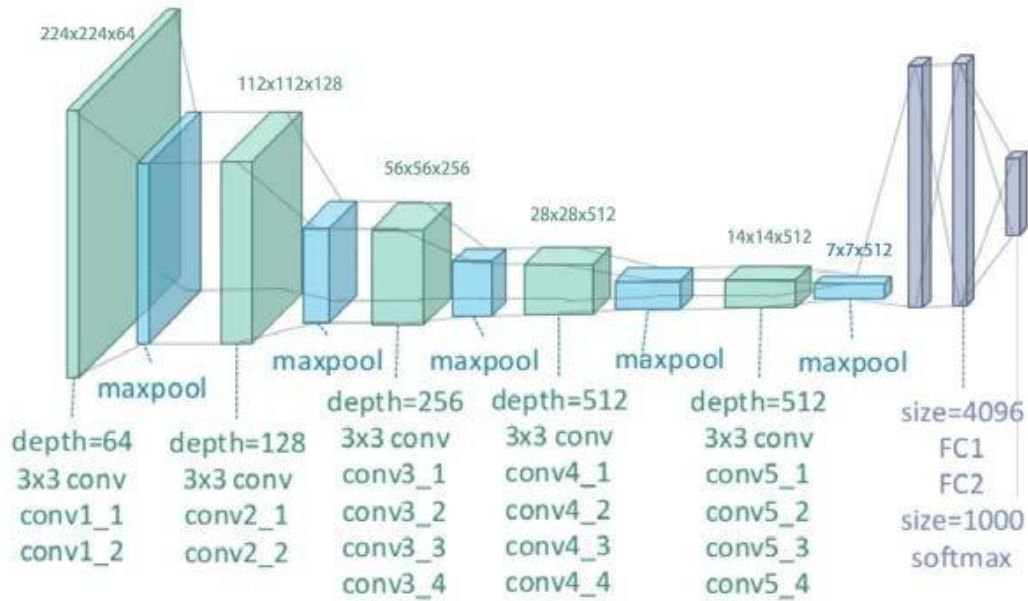 224x224x64
112x112x128
56x56x256
28x28x512
14x14x512
7x7x512
maxpool
maxpool
maxpool
maxpool
maxpool
depth=64
3x3 conv
conv1_1
conv1_2
depth=128
3x3 conv
conv2_1
conv2_2
depth=256
3x3 conv
conv3_1
conv3_2
conv3_3
conv3_4
depth=512
3x3 conv
conv4_1
conv4_2
conv4_3
conv4_4
depth=512
3x3 conv
conv5_1
conv5_2
conv5_3
conv5_4
size=4096
FC1
FC2
size=1000
softmax